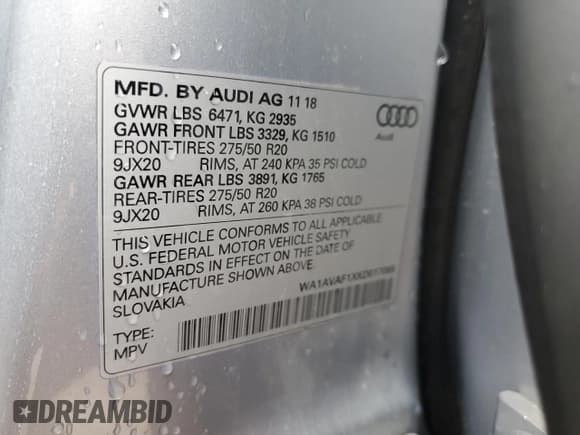 MFD. BY AUDI AG 11 18
GVWR LBS 6471, KG 2935
GAWR FRONT LBS 3329, KG 1510
FRONT-TIRES 275/50 R20
9JX20 RIMS, AT 240 KPA 35 PSI COLD
GAWR REAR LBS 3891, KG 1765
REAR-TIRES 275/50 R20
9JX20 RIMS, AT 260 KPA 38 PSI COLD
Audi
THIS VEHICLE CONFORMS TO ALL APPLICABLE
U.S. FEDERAL MOTOR VEHICLE SAFETY
STANDARDS IN EFFECT ON THE DATE OF
MANUFACTURE SHOWN ABOVE.
SLOVAKIA
TYPE:
MPV
DREAMBID